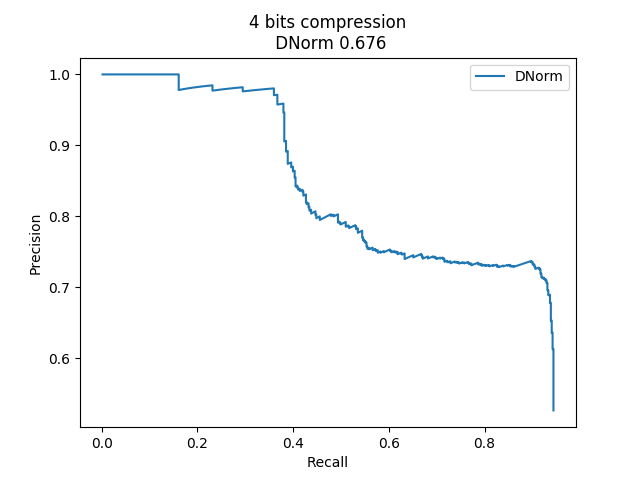 4 bits compression
DNorm 0.676
DNorm
1.0
0.9
0.8
0.7
0.6
Precision
0.0 0.2 0.4 0.6 0.8
Recall